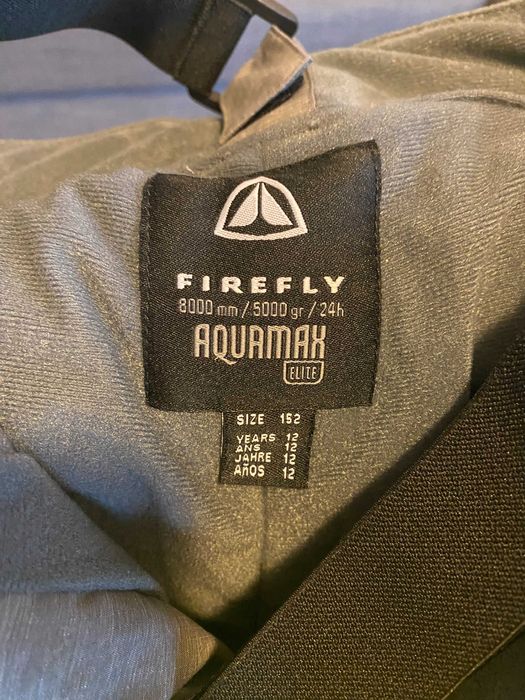 FIREFLY
8000 mm / 5000 gr / 24h
AQUAMAX
ELITE
SIZE 152
YEARS 12
ANS 12
JAHRE 12
AÑOS 12